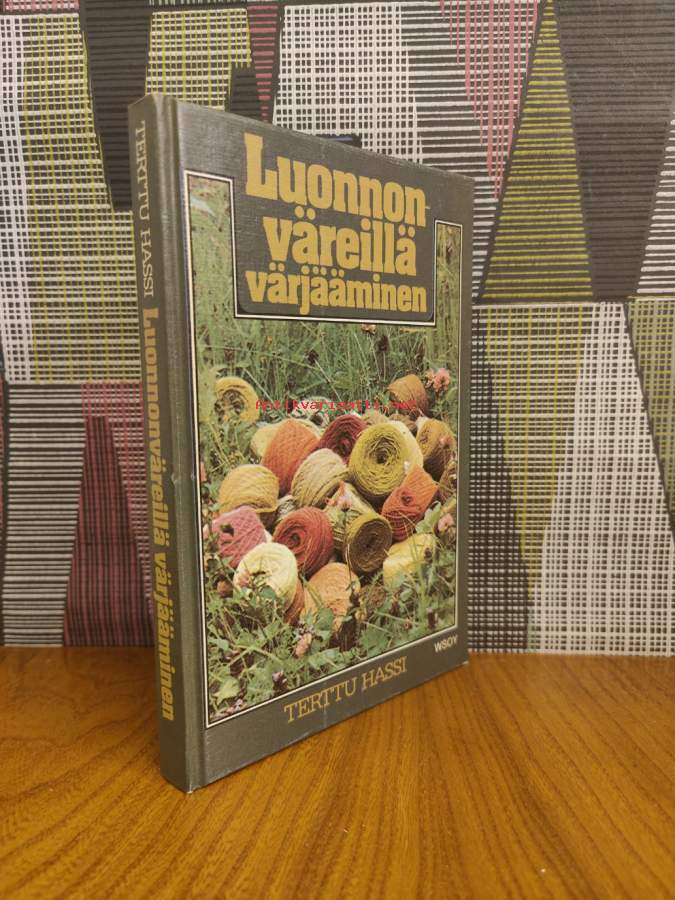 TERTTU HASSI Luonnonväreillä värjääminen
Luonnon-
väreillä
värjääminen
antikvariaatti.net
WSOY
TERTTU HASSI